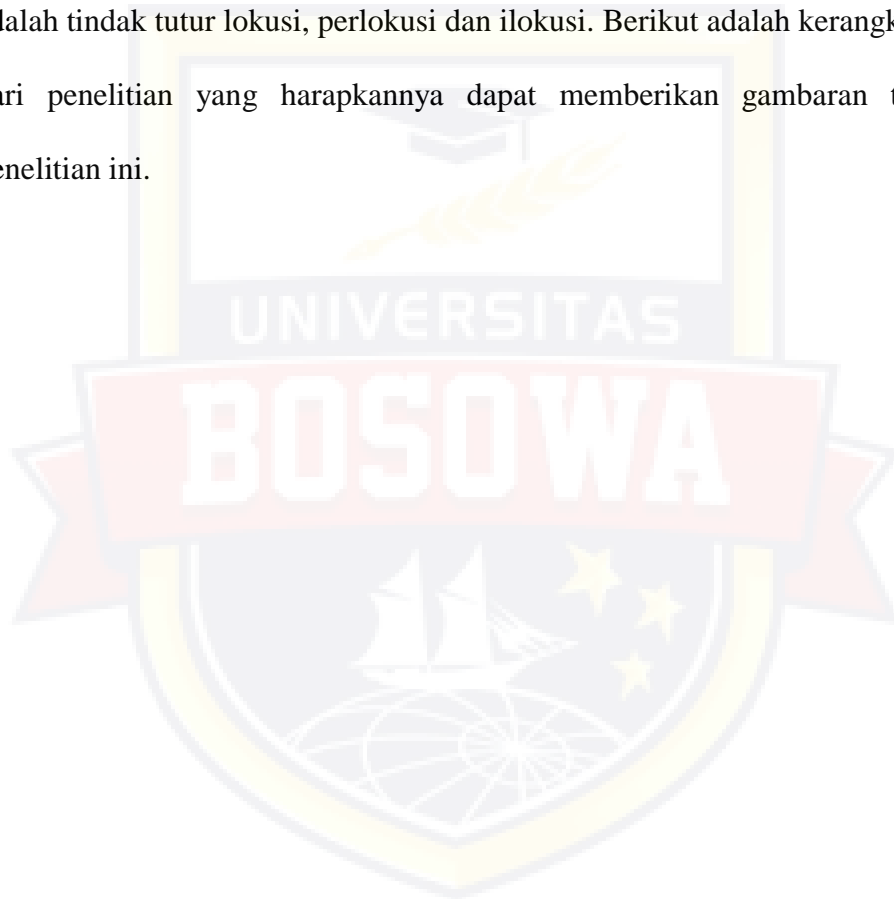 dalah tindak tutur lokusi, perlokusi dan ilokusi. Berikut adalah kerangk
ari penelitian yang harapkannya dapat memberikan gambaran t
enelitian ini.
UNIVERSITAS
BOSOWA